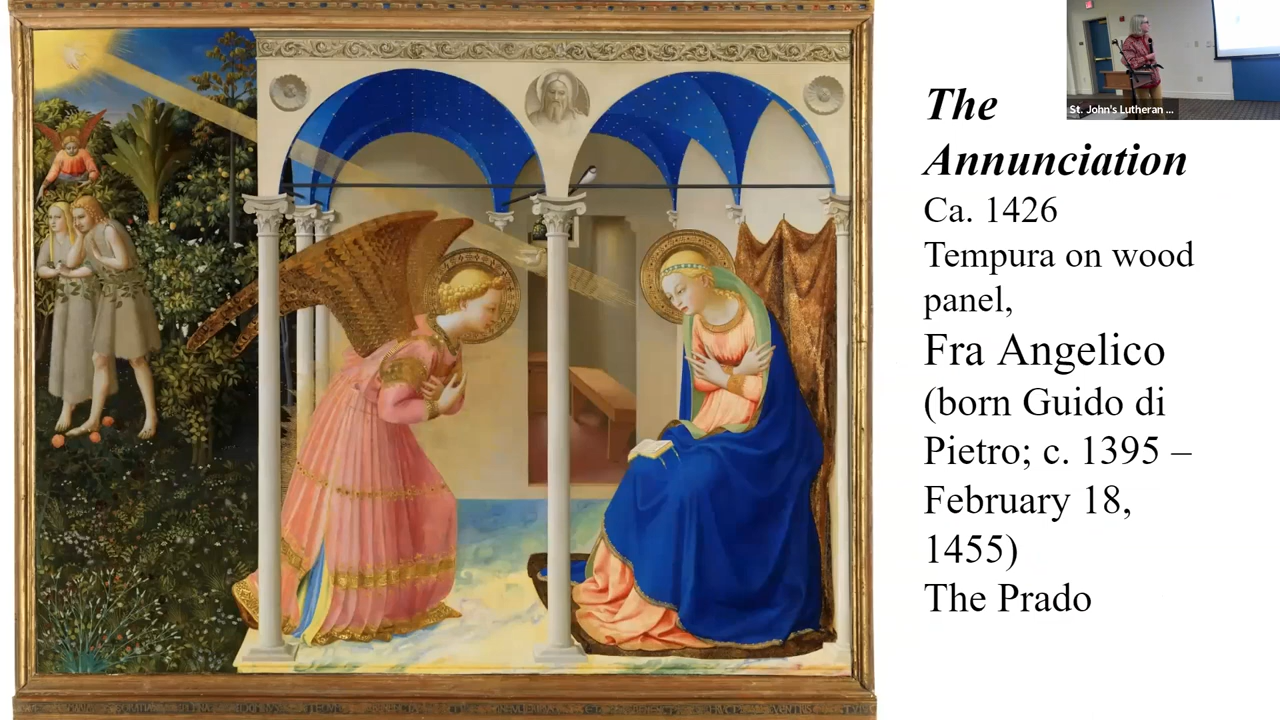 St. John's Lutheran ...
The
Annunciation
Ca. 1426
Tempura on wood
panel,
Fra Angelico
(born Guido di
Pietro; c. 1395 –
February 18,
1455)
The Prado